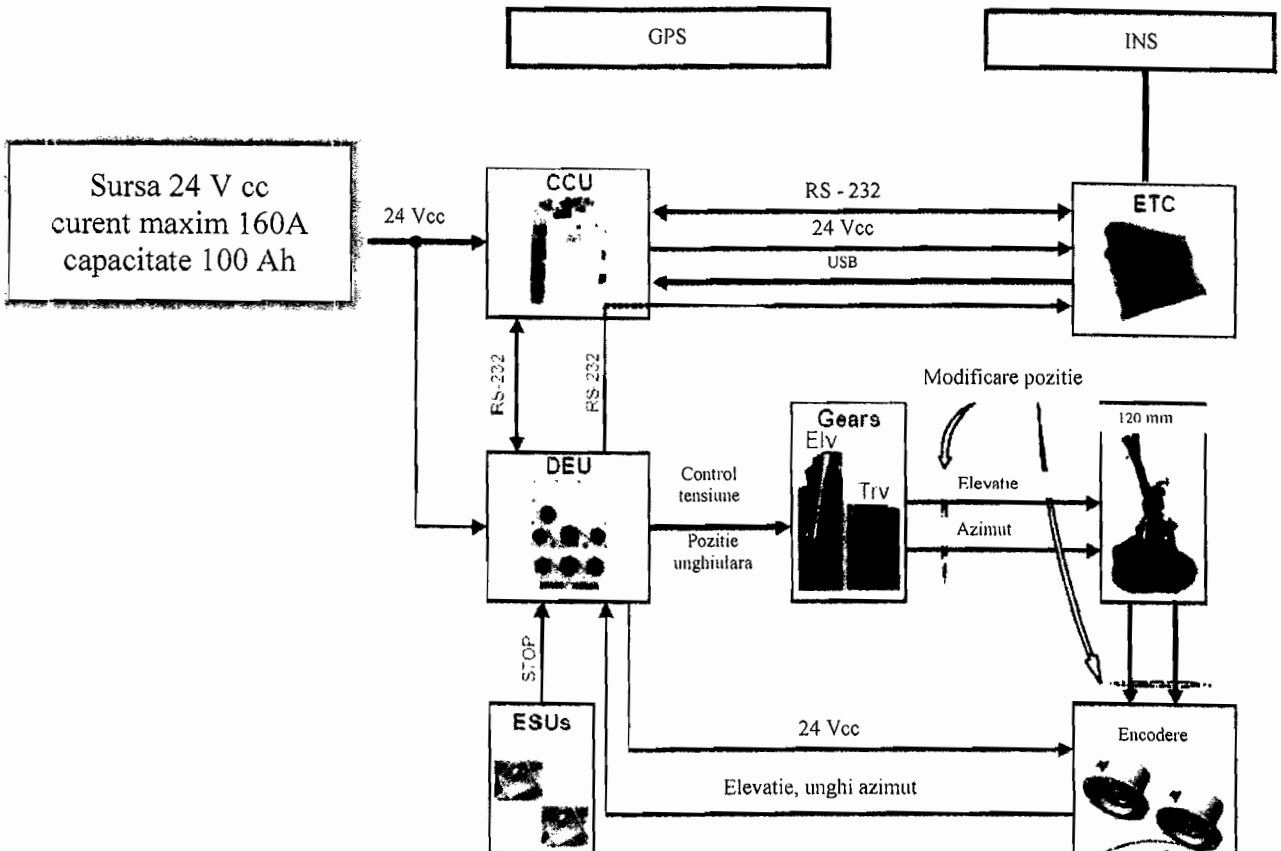 GPS
INS
Sursa 24 V cc
curent maxim 160A
capacitate 100 Ah
24 Vcc
CCU
RS - 232
24 Vcc
USB
ETC
RS-232
RS-232
Modificare pozitie
DEU
Control
tensiune
Pozitie
unghiulara
Gears
Elv
Trv
Elevatie
Azimut
120 mm
STOP
ESUs
24 Vcc
Elevatie, unghi azimut
Encodere